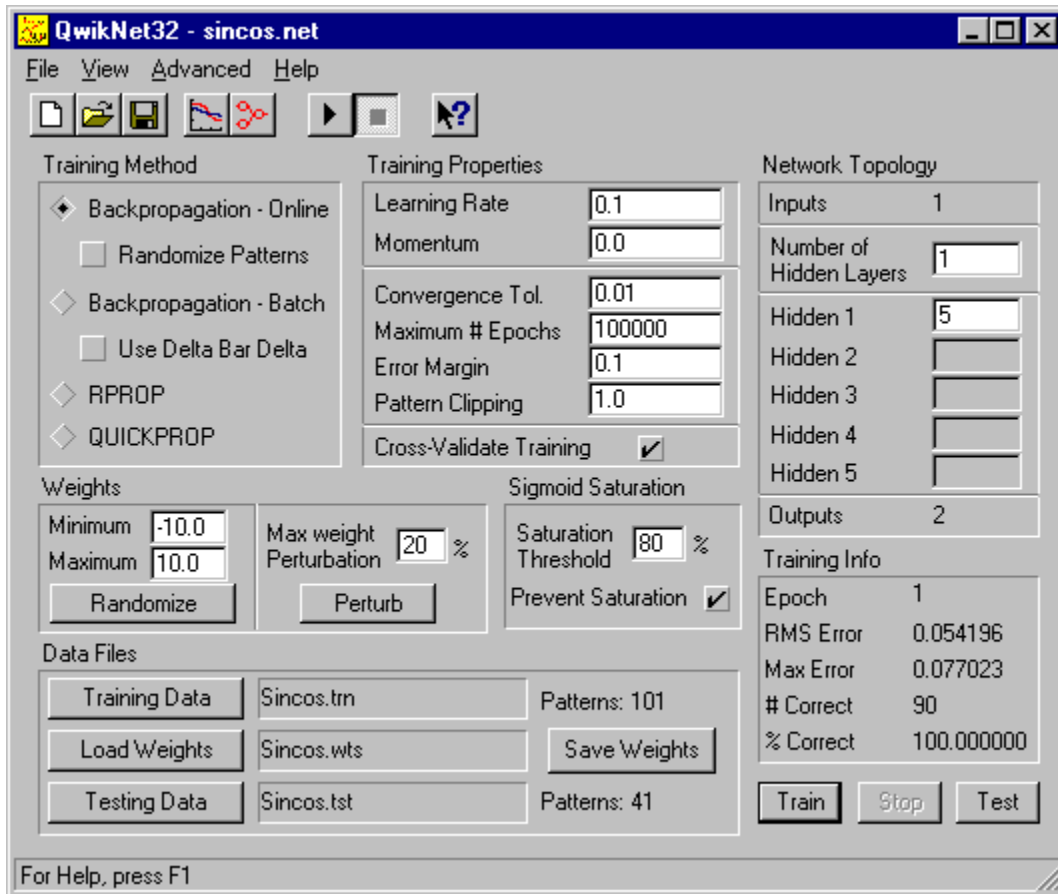 QwikNet32 - sincos.net
File View Advanced Help
Training Method
Backpropagation - Online
Randomize Patterns
Backpropagation - Batch
Use Delta Bar Delta
RPROP
QUICKPROP
Training Properties
Learning Rate 0.1
Momentum 0.0
Convergence Tol. 0.01
Maximum # Epochs 100000
Error Margin 0.1
Pattern Clipping 1.0
Cross-Validate Training
Network Topology
Inputs 1
Number of
Hidden Layers 1
Hidden 1 5
Hidden 2
Hidden 3
Hidden 4
Hidden 5
Outputs 2
Weights
Minimum -10.0
Maximum 10.0
Randomize
Max weight
Perturbation 20 %
Perturb
Sigmoid Saturation
Saturation
Threshold 80 %
Prevent Saturation
Training Info
Epoch 1
RMS Error 0.054196
Max Error 0.077023
# Correct 90
% Correct 100.000000
Data Files
Training Data Sincos.trn Patterns: 101
Load Weights Sincos.wts Save Weights
Testing Data Sincos.tst Patterns: 41
Train Stop Test
For Help, press F1